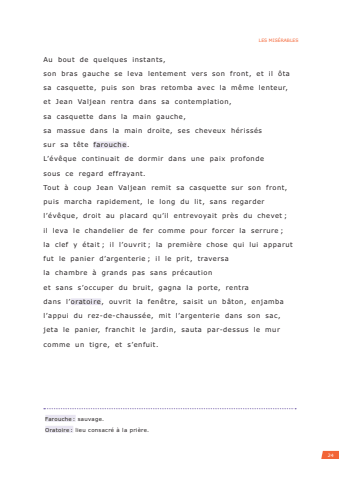 LES MISÉRABLES
Au bout de quelques instants,
son bras gauche se leva lentement vers son front, et il ôta
sa casquette, puis son bras retomba avec la même lenteur,
et Jean Valjean rentra dans sa contemplation,
sa casquette dans la main gauche,
sa massue dans la main droite, ses cheveux hérissés
sur sa tête farouche.
L'évêque continuait de dormir dans une paix profonde
sous ce regard effrayant.
Tout à coup Jean Valjean remit sa casquette sur son front,
puis marcha rapidement, le long du lit, sans regarder
l'évêque, droit au placard qu'il entrevoyait près du chevet ;
il leva le chandelier de fer comme pour forcer la serrure ;
la clef y était ; il l'ouvrit ; la première chose qui lui apparut
fut le panier d'argenterie ; il le prit, traversa
la chambre à grands pas sans précaution
et sans s'occuper du bruit, gagna la porte, rentra
dans l'oratoire, ouvrit la fenêtre, saisit un bâton, enjamba
l'appui du rez-de-chaussée, mit l'argenterie dans son sac,
jeta le panier, franchit le jardin, sauta par-dessus le mur
comme un tigre, et s'enfuit.
Farouche : sauvage.
Oratoire : lieu consacré à la prière.
24